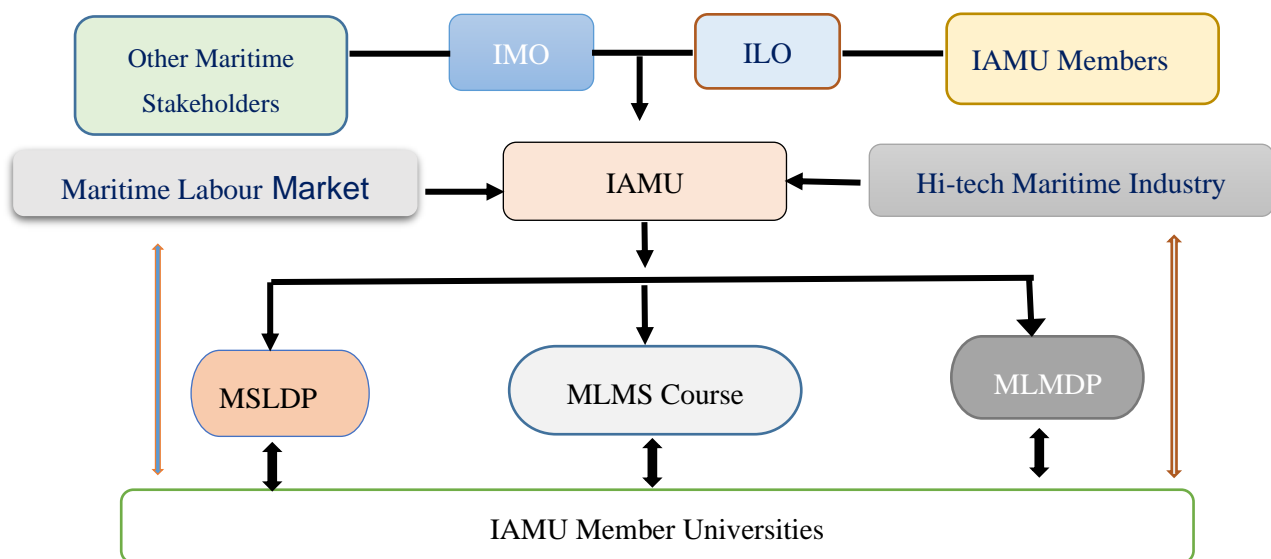 Other Maritime
Stakeholders
IMO
ILO
IAMU Members
Maritime Labour Market
IAMU
Hi-tech Maritime Industry
MSLDP
MLMS Course
MLMDP
IAMU Member Universities